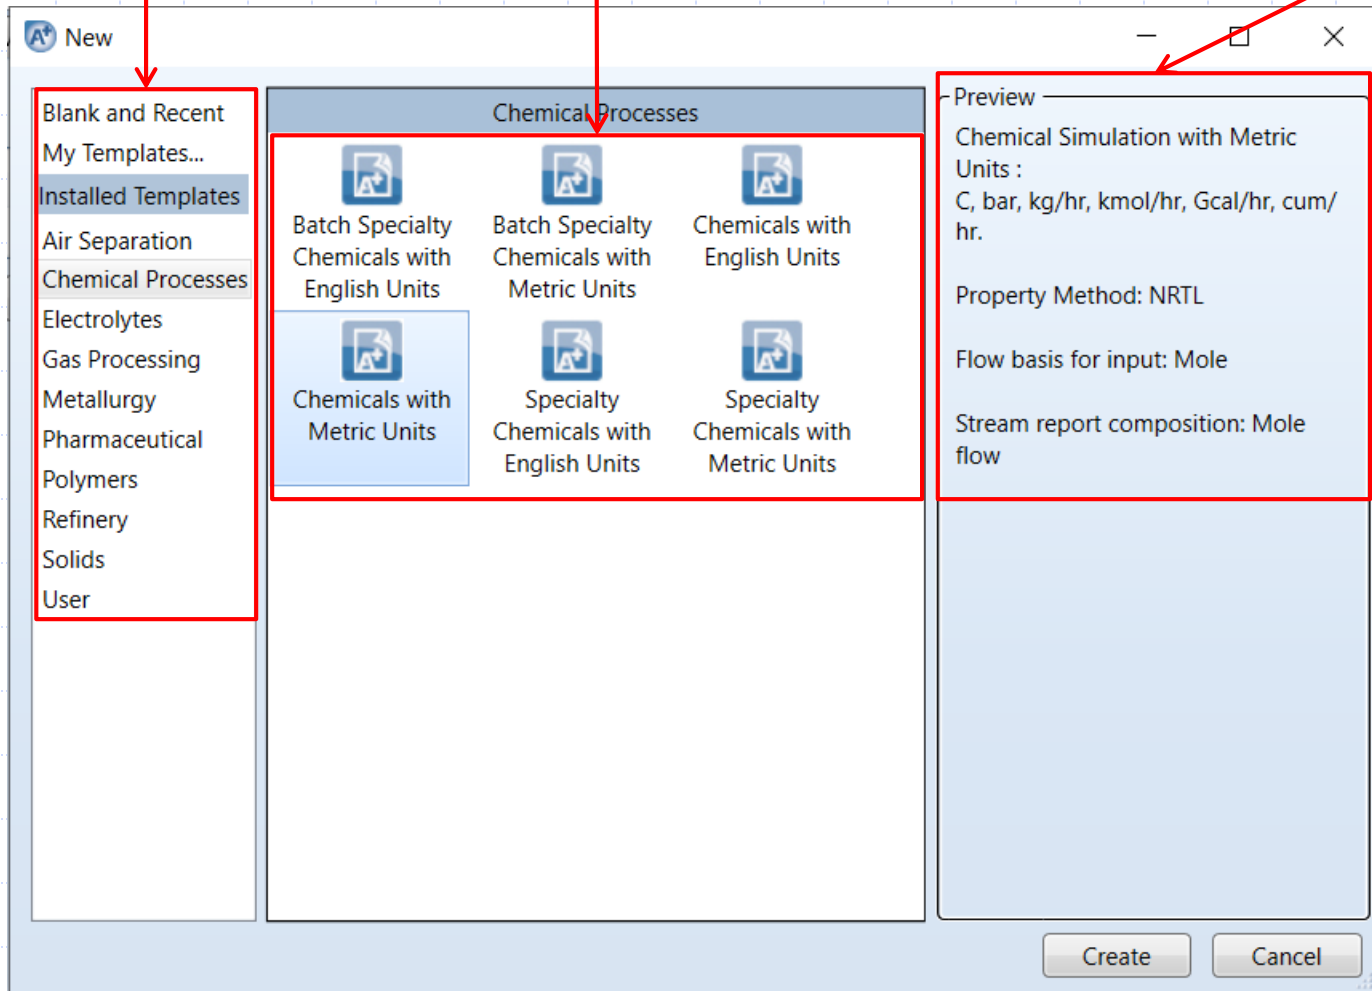 New
Blank and Recent
My Templates...
Installed Templates
Air Separation
Chemical Processes
Electrolytes
Gas Processing
Metallurgy
Pharmaceutical
Polymers
Refinery
Solids
User
Chemical Processes
Batch Specialty
Chemicals with
English Units
Batch Specialty
Chemicals with
Metric Units
Chemicals with
English Units
Chemicals with
Metric Units
Specialty
Chemicals with
English Units
Specialty
Chemicals with
Metric Units
Preview
Chemical Simulation with Metric
Units :
C, bar, kg/hr, kmol/hr, Gcal/hr, cum/
hr.
Property Method: NRTL
Flow basis for input: Mole
Stream report composition: Mole
flow
Create
Cancel